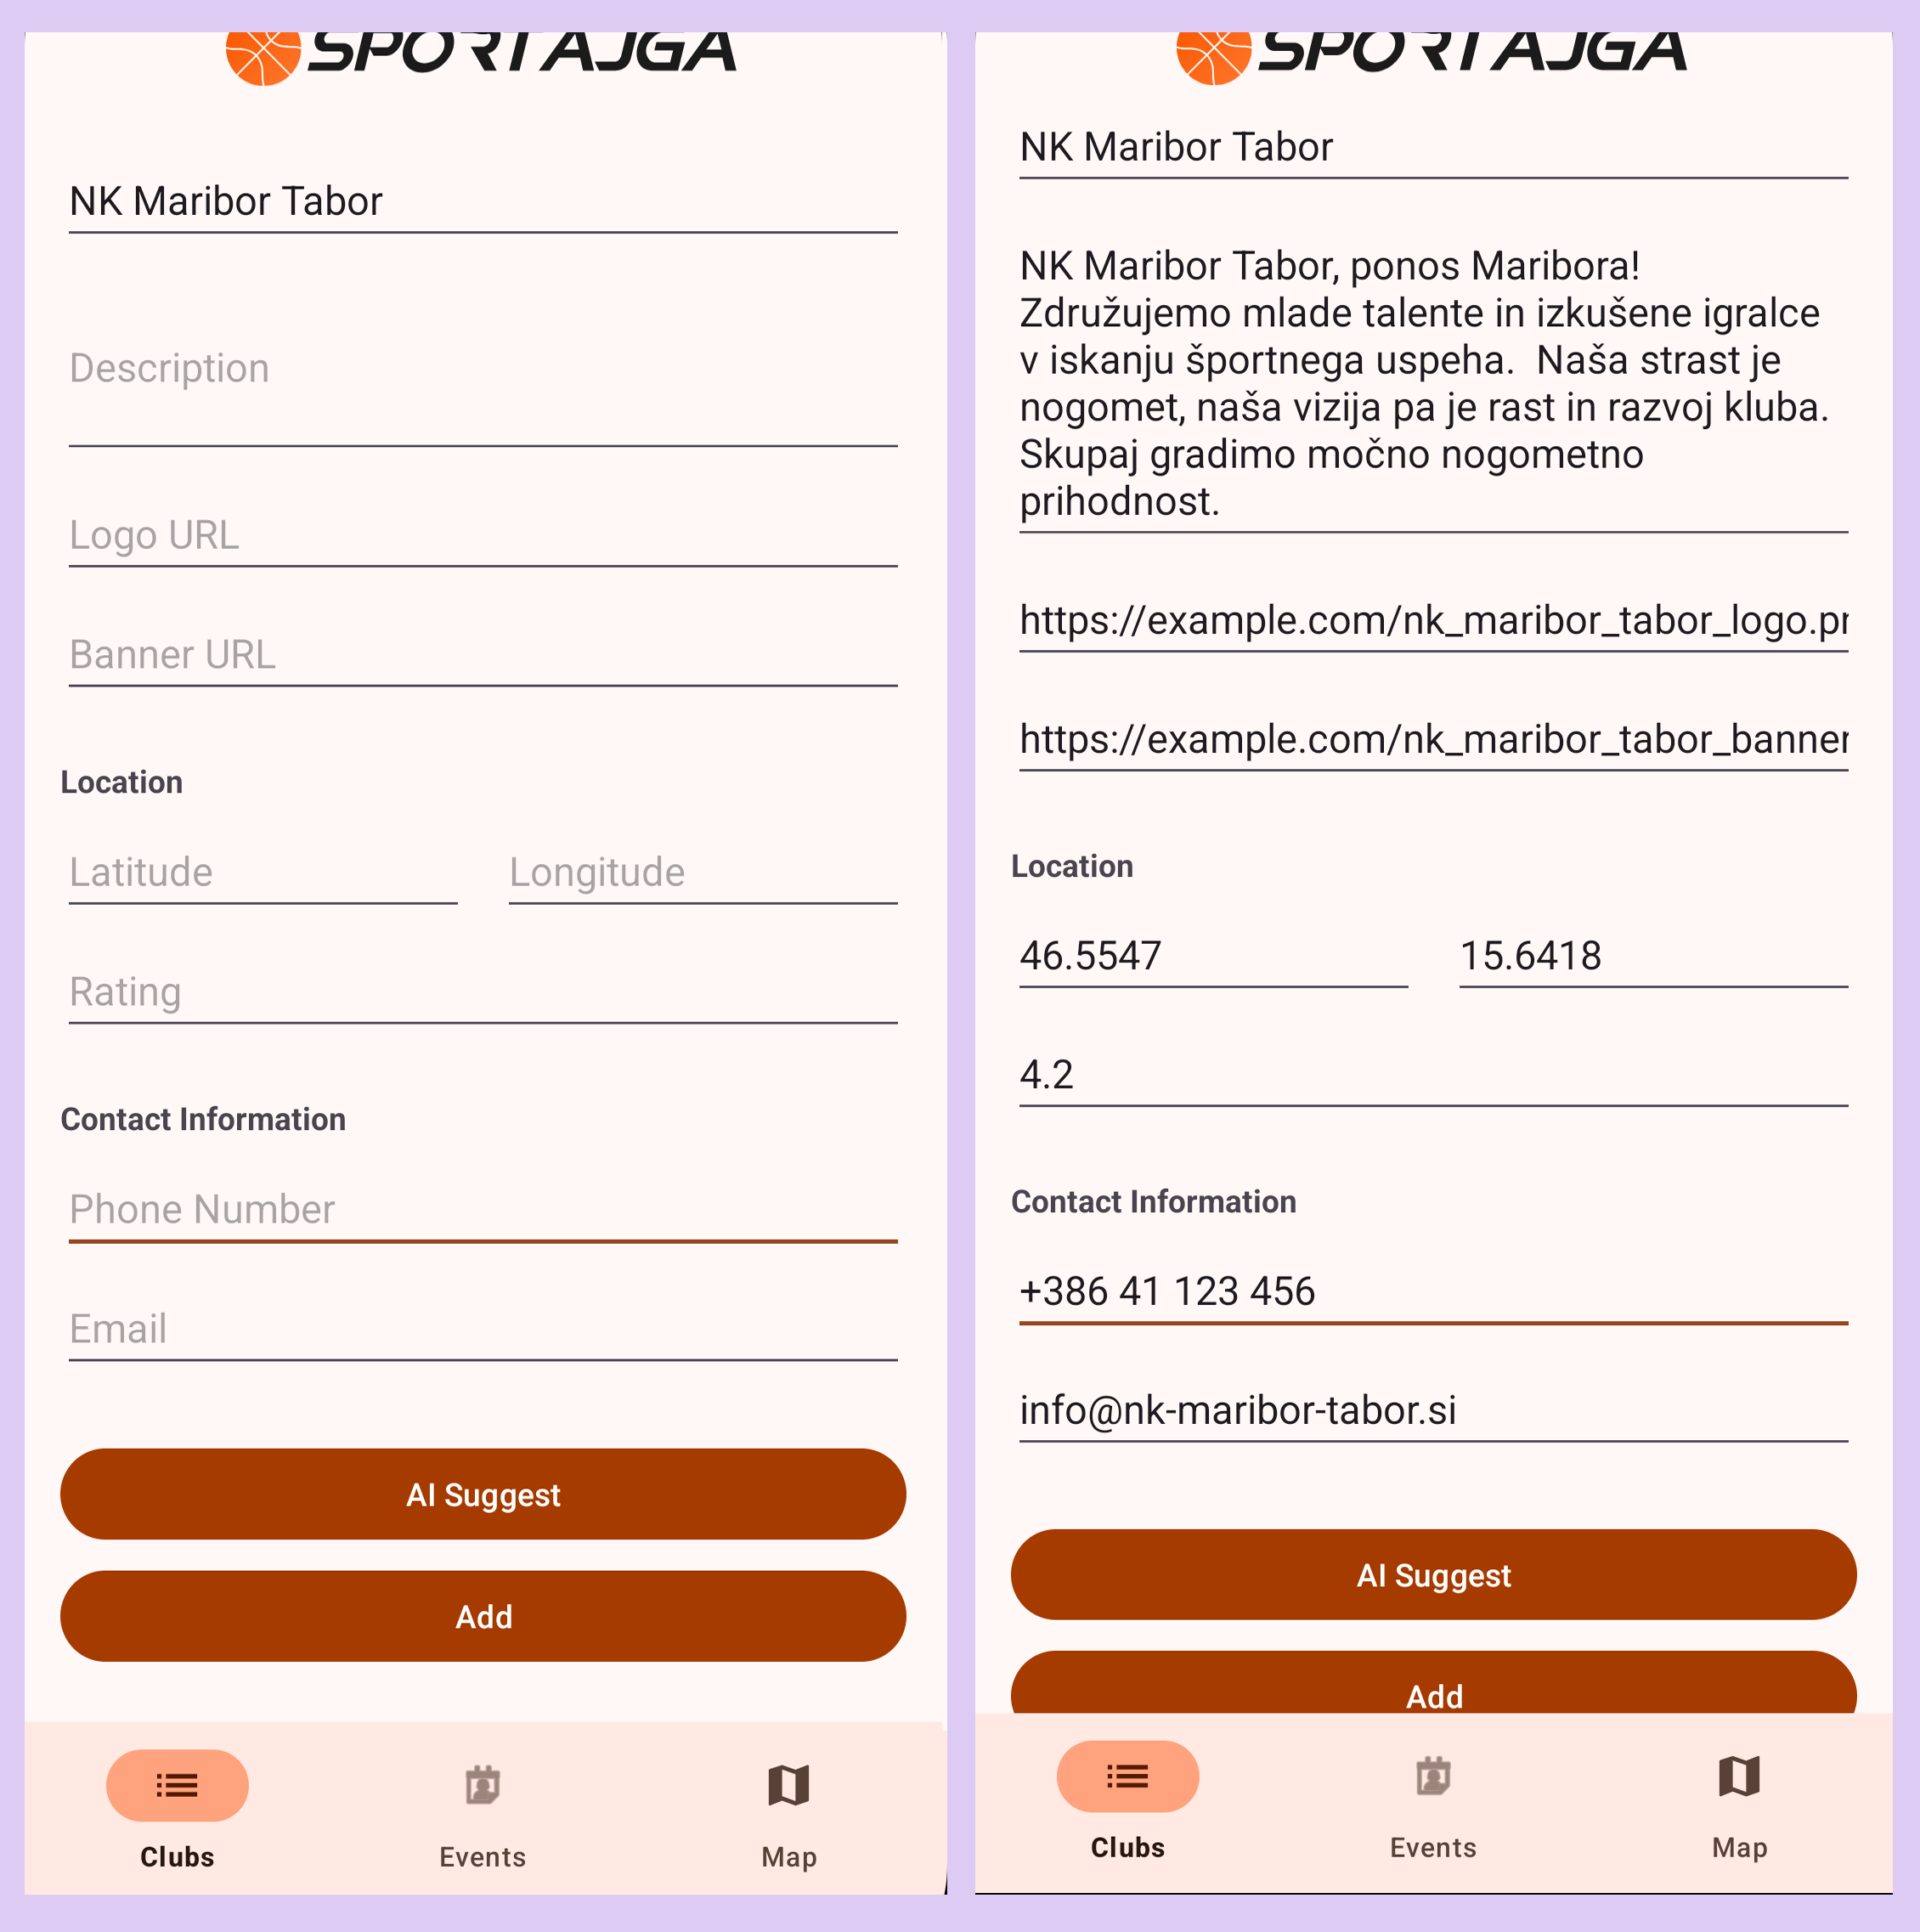 SPORTAJGA
NK Maribor Tabor
Description
Logo URL
Banner URL
Location
Latitude Longitude
Rating
Contact Information
Phone Number
Email
AI Suggest
Add
Clubs Events Map
SPORTAJGA
NK Maribor Tabor
NK Maribor Tabor, ponos Maribora!
Združujemo mlade talente in izkušene igralce
v iskanju športnega uspeha.  Naša strast je
nogomet, naša vizija pa je rast in razvoj kluba.
Skupaj gradimo močno nogometno
prihodnost.
https://example.com/nk_maribor_tabor_logo.pn
https://example.com/nk_maribor_tabor_banner
Location
46.5547 15.6418
4.2
Contact Information
+386 41 123 456
info@nk-maribor-tabor.si
AI Suggest
Add
Clubs Events Map